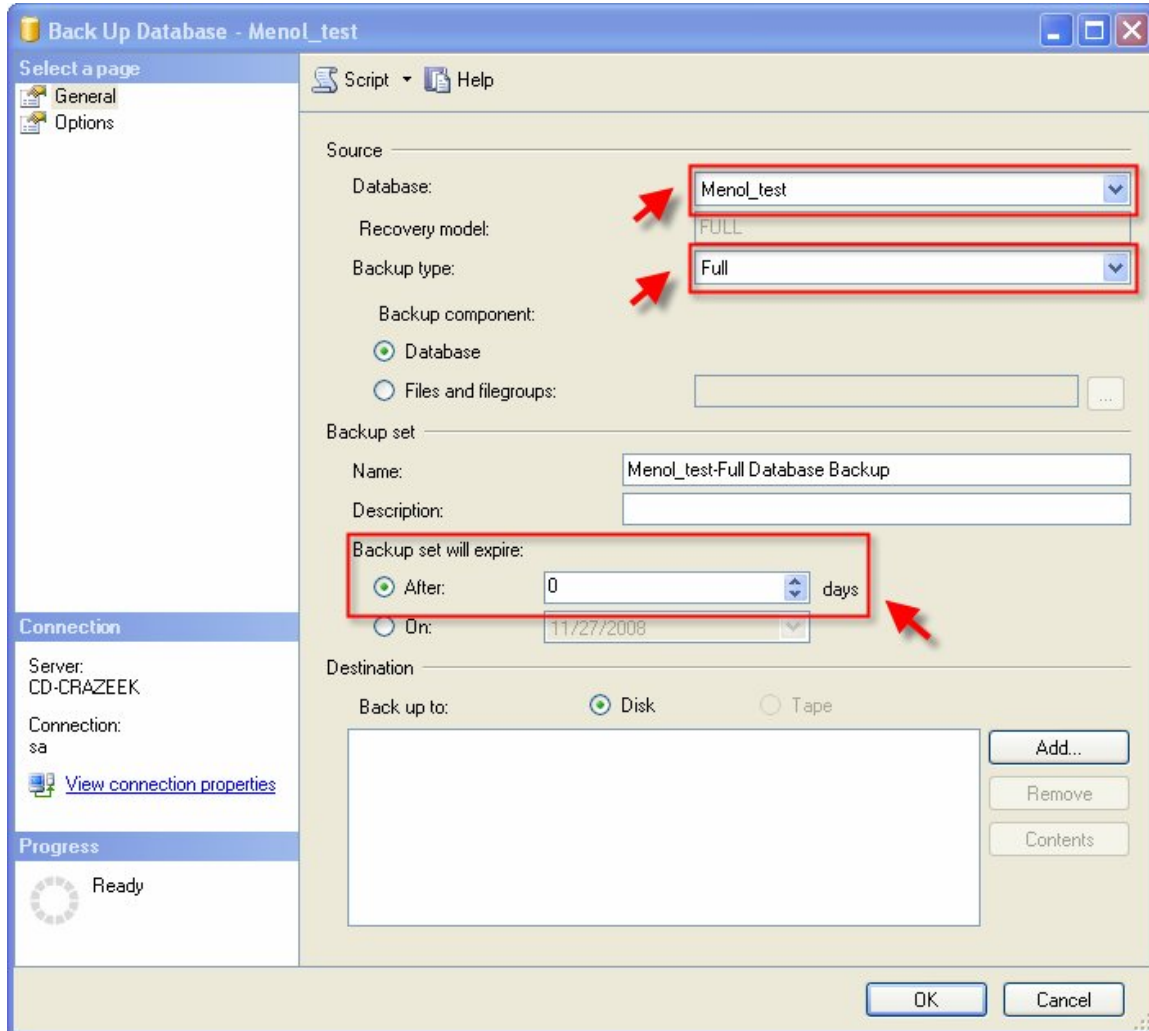 Back Up Database - Menol_test
Select a page
General
Options
Script Help
Source
Database: Menol_test
Recovery model: FULL
Backup type: Full
Backup component:
Database
Files and filegroups: ...
Backup set
Name: Menol_test-Full Database Backup
Description:
Backup set will expire:
After: 0 days
On: 11/27/2008
Destination
Back up to: Disk Tape
Add...
Remove
Contents
Connection
Server:
CD-CRAZEEK
Connection:
sa
View connection properties
Progress
Ready
OK Cancel